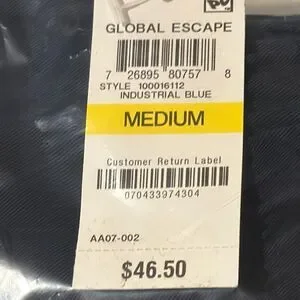 GLOBAL ESCAPE
7 26895 80757 8
STYLE 100016112
INDUSTRIAL BLUE
MEDIUM
Customer Return Label
070433974304
AA07-002
$46.50